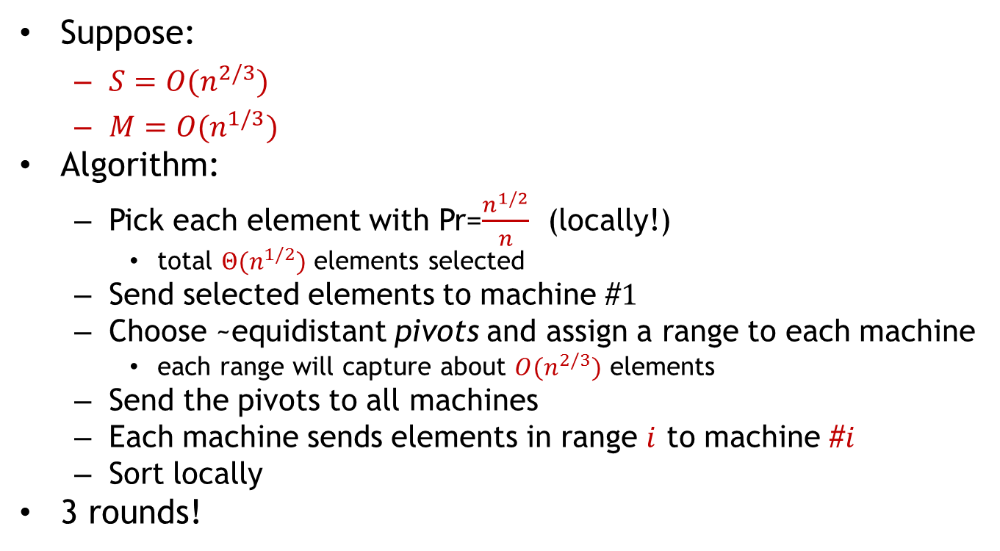 • Suppose:
– S = O(n^{2/3})
– M = O(n^{1/3})
• Algorithm:
– Pick each element with Pr=\frac{n^{1/2}}{n} (locally!)
• total Θ(n^{1/2}) elements selected
– Send selected elements to machine #1
– Choose ~equidistant pivots and assign a range to each machine
• each range will capture about O(n^{2/3}) elements
– Send the pivots to all machines
– Each machine sends elements in range i to machine #i
– Sort locally
• 3 rounds!